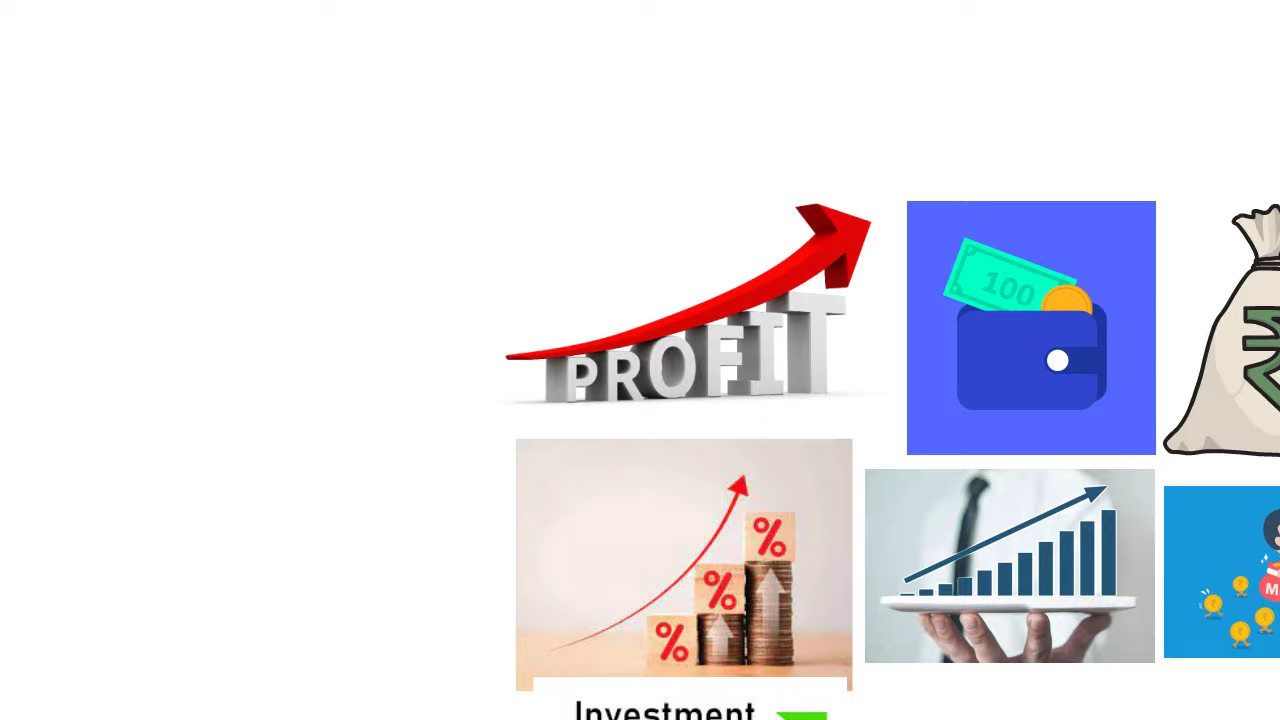 PROFIT
100
₹
%
%
%
Investment